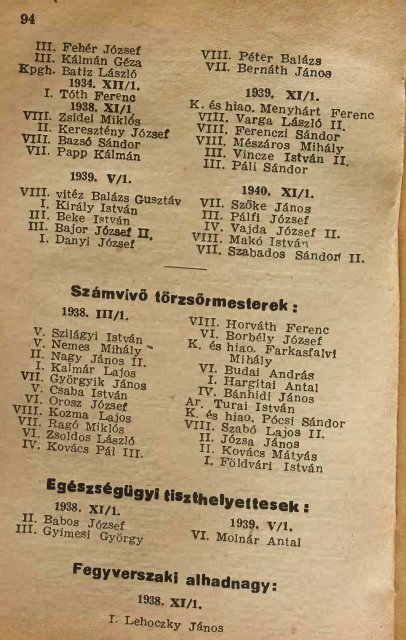 94
III. Fehér József
III. Kálmán Géza
Kpgh. Batiz László
1934. XII/1.
I. Tóth Ferenc
1938. XI/1.
VIII. Zsidel Miklós
II. Keresztény József
VIII. Bazsó Sándor
VII. Papp Kálmán
1939. V/1.
VIII. vitéz Balázs Gusztáv
I. Király István
III. Beke István
III. Bajor József II.
I. Danyi József
VIII. Péter Balázs
VII. Bernáth János
1939. XI/1.
K. és hiao. Menyhárt Ferenc
VIII. Varga László II.
VIII. Ferenczi Sándor
VIII. Mészáros Mihály
III. Vincze István II.
III. Páli Sándor
1940. XI/1.
VII. Szőke János
III. Pálfi József
IV. Vajda József II.
VIII. Makó István
VII. Szabados Sándor II.
Számvivő törzsőrmesterek:
1938. III/1.
V. Szilágyi István
V. Nemes Mihály
II. Nagy János II.
I. Kalmár Lajos
VII. Györgyik János
V. Csaba István
VI. Orosz József
VIII. Kozma Lajos
VII. Ragó Miklós
VI. Zsoldos László
IV. Kovács Pál III.
VIII. Horváth Ferenc
VI. Borbély József
K. és hiao. Farkasfalvi
Mihály
VI. Budai András
I. Hargitai Antal
IV. Bánhidi János
Ar. Turai István
K. és hiao. Pócsi Sándor
VIII. Szabó Lajos II.
II. Józsa János
II. Kovács Mátyás
I. Földvári István
Egészségügyi tiszthelyettesek:
1938. XI/1.
II. Babos József
III. Gyimesi György
1939. V/1.
VI. Molnár Antal
Fegyverszaki alhadnagy:
1938. XI/1.
I. Lehoczky János